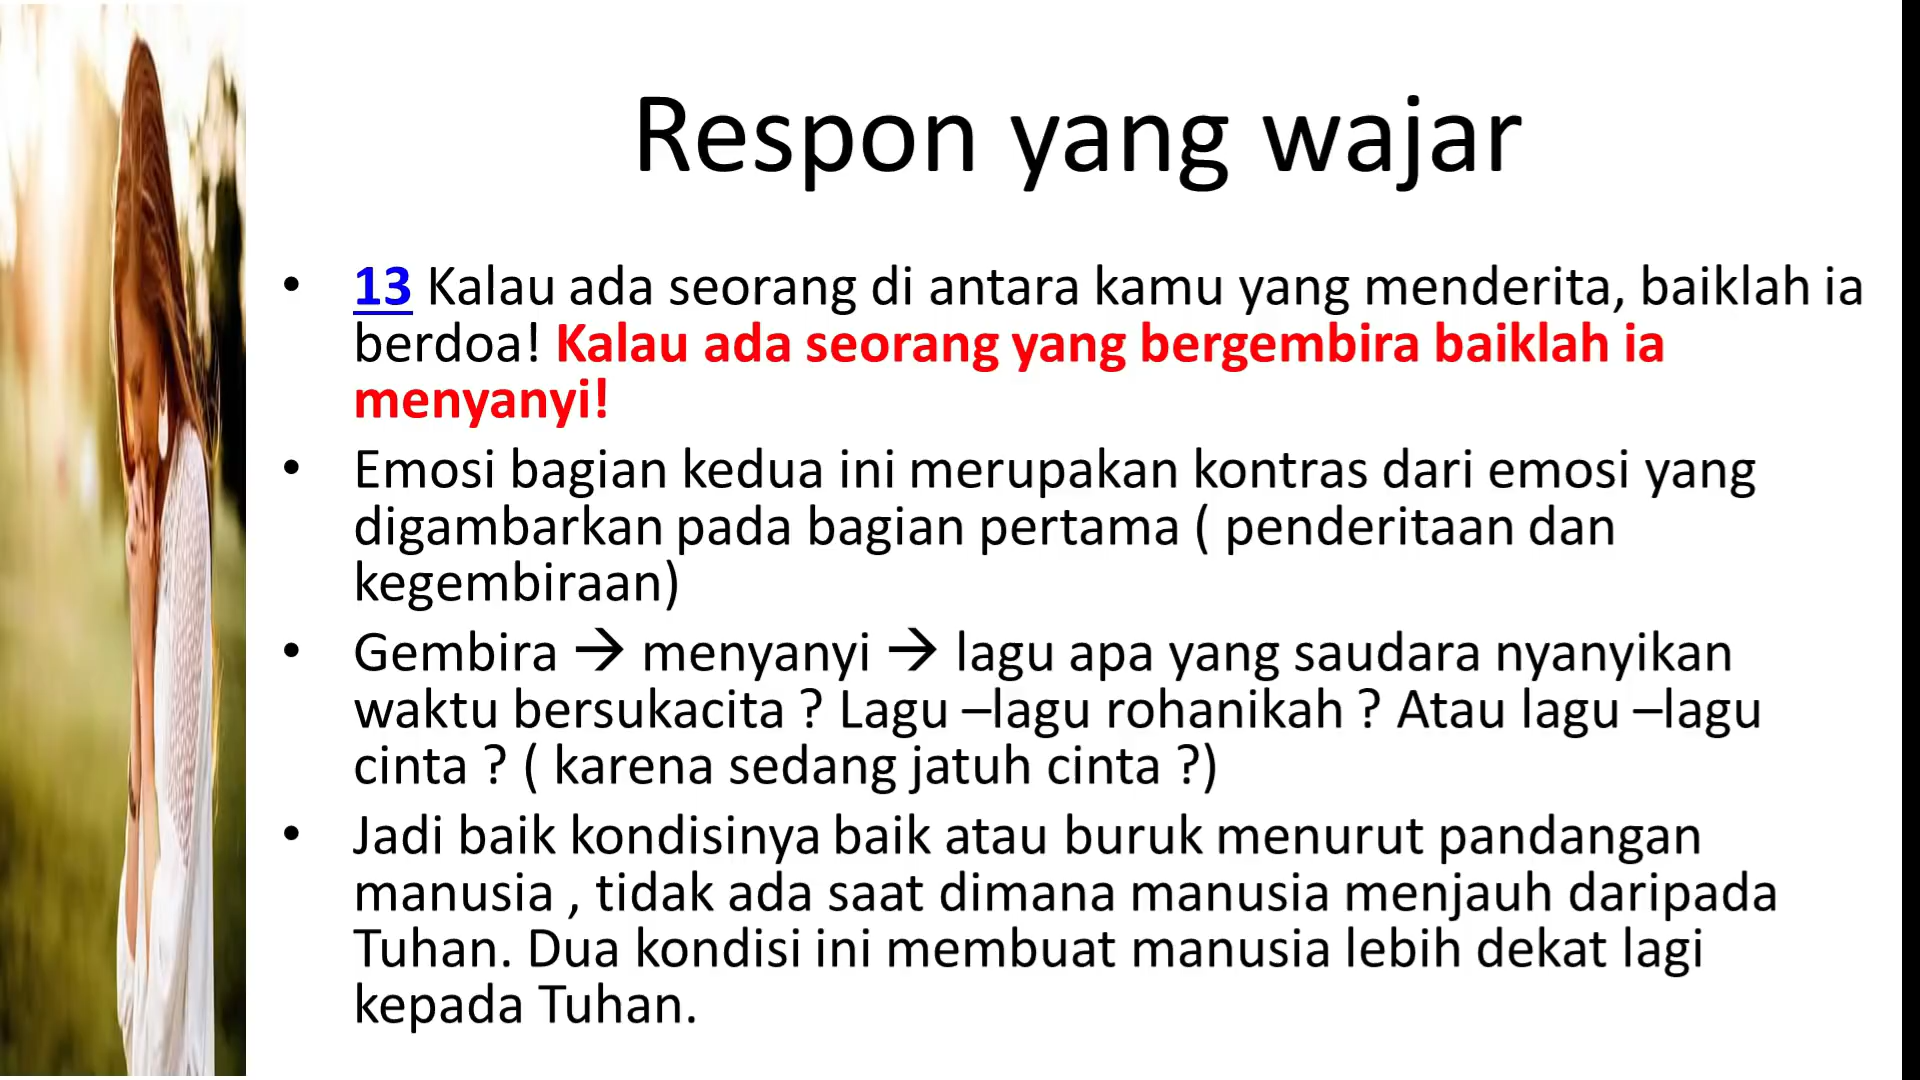 Respon yang wajar
• 13 Kalau ada seorang di antara kamu yang menderita, baiklah ia
berdoa! Kalau ada seorang yang bergembira baiklah ia
menyanyi!
• Emosi bagian kedua ini merupakan kontras dari emosi yang
digambarkan pada bagian pertama ( penderitaan dan
kegembiraan)
• Gembira → menyanyi → lagu apa yang saudara nyanyikan
waktu bersukacita ? Lagu –lagu rohanikah ? Atau lagu –lagu
cinta ? ( karena sedang jatuh cinta ?)
• Jadi baik kondisinya baik atau buruk menurut pandangan
manusia , tidak ada saat dimana manusia menjauh daripada
Tuhan. Dua kondisi ini membuat manusia lebih dekat lagi
kepada Tuhan.